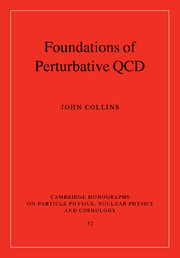 Foundations of
Perturbative QCD
JOHN COLLINS
CAMBRIDGE MONOGRAPHS
ON PARTICLE PHYSICS, NUCLEAR PHYSICS
AND COSMOLOGY
32